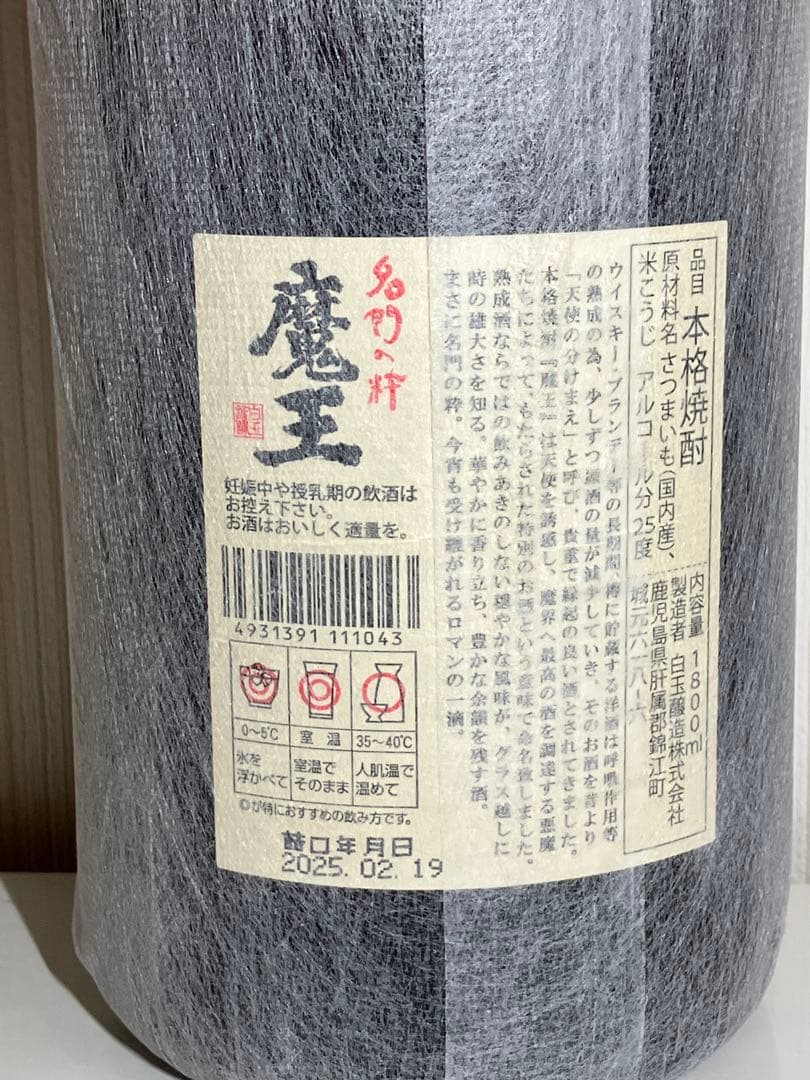 品目 本格焼酎
原材料名 さつまいも(国内産)、
米こうじ アルコール分25度
内容量 1800ml
製造者 白玉醸造株式会社
鹿児島県肝属郡錦江町
城元六一八-六
ウイスキー・ブランデー等の長期間、樽に貯蔵する洋酒は呼吸作用等
の熟成の為、少しずつ源酒の量が減少していき、そのお酒を昔より
「天使の分けまえ」と呼び、貴重で縁起の良い酒とされてきました。
本格焼酎『魔王』は天使を誘惑し、魔界へ最高の酒を調達する悪魔
たちによって、もたらされた特別のお酒という意味で命名致しました。
熟成酒ならではの飲みあきのしない穏やかな風味が、グラス越しに
時の雄大さを知る。華やかに香り立ち、豊かな余韻を残す酒。
まさに名門の粋。今宵も受け継がれるロマンの一滴。
名門の粋
魔王
妊娠中や授乳期の飲酒は
お控え下さい。
お酒はおいしく適量を。
4931391 111043
0〜5℃ 室温 35〜40℃
氷を
浮かべて
室温で
そのまま
人肌温で
温めて
◎が特におすすめの飲み方です。
詰口年月日
2025.02.19